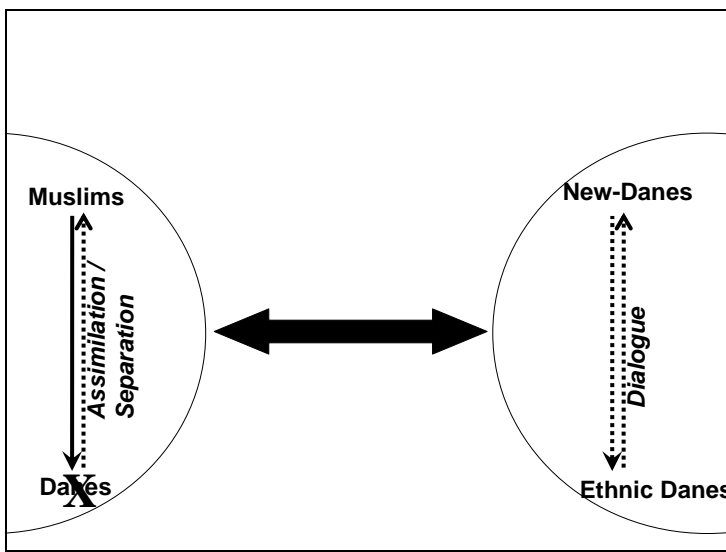 Muslims
New-Danes
Assimilation /
Separation
Dialogue
Danes
X
Ethnic Danes